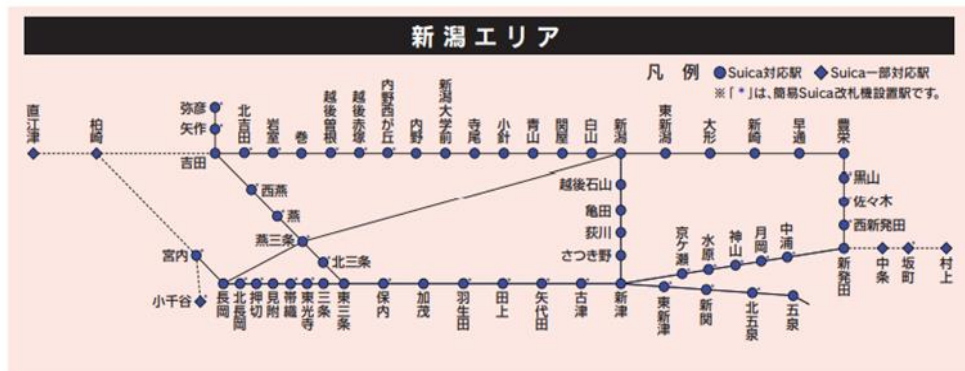 新潟エリア
凡 例 ●Suica対応駅 ◆Suica一部対応駅
※「*」は、簡易Suica改札機設置駅です。
直江津
柏崎
弥彦
矢作
吉田
北吉田
岩室
巻
越後曽根
越後赤塚
内野西が丘
内野
新潟大学前
寺尾
小針
青山
関屋
白山
新潟
東新潟
大形
新崎
早通
豊栄
西燕
燕
燕三条
北三条
越後石山
亀田
荻川
さつき野
黒山
佐々木
西新発田
京ケ瀬
水原
神山
月岡
中浦
新発田
中条
坂町
村上
宮内
小千谷
長岡
北長岡
押切
見附
帯織
東光寺
三条
東三条
保内
加茂
羽生田
田上
矢代田
古津
新津
東新津
新関
北五泉
五泉